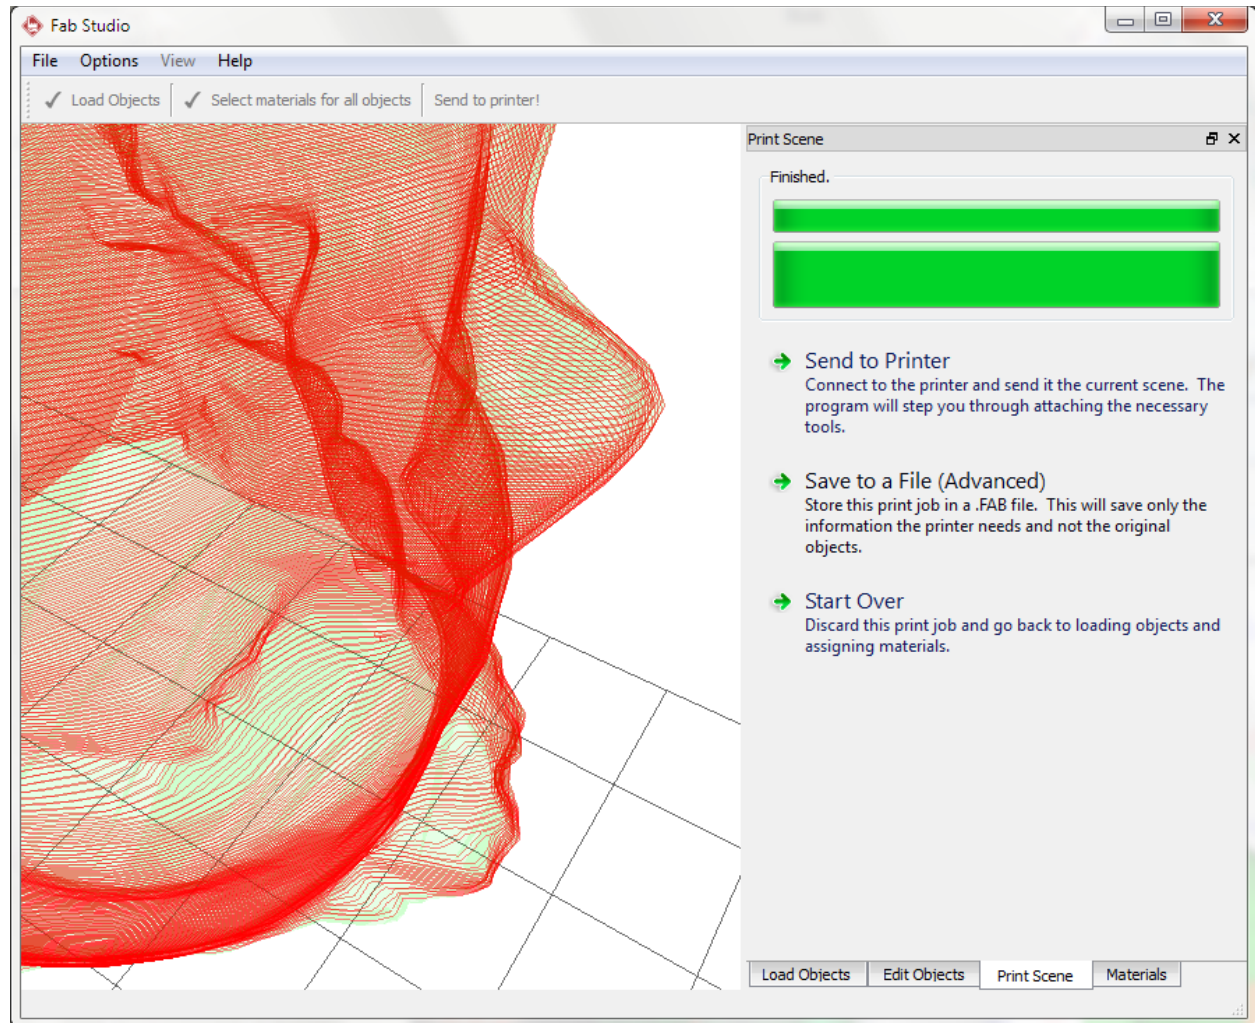 Fab Studio
File Options View Help
Load Objects Select materials for all objects Send to printer!
Print Scene
Finished.
Send to Printer
Connect to the printer and send it the current scene. The
program will step you through attaching the necessary
tools.
Save to a File (Advanced)
Store this print job in a .FAB file. This will save only the
information the printer needs and not the original
objects.
Start Over
Discard this print job and go back to loading objects and
assigning materials.
Load Objects Edit Objects Print Scene Materials